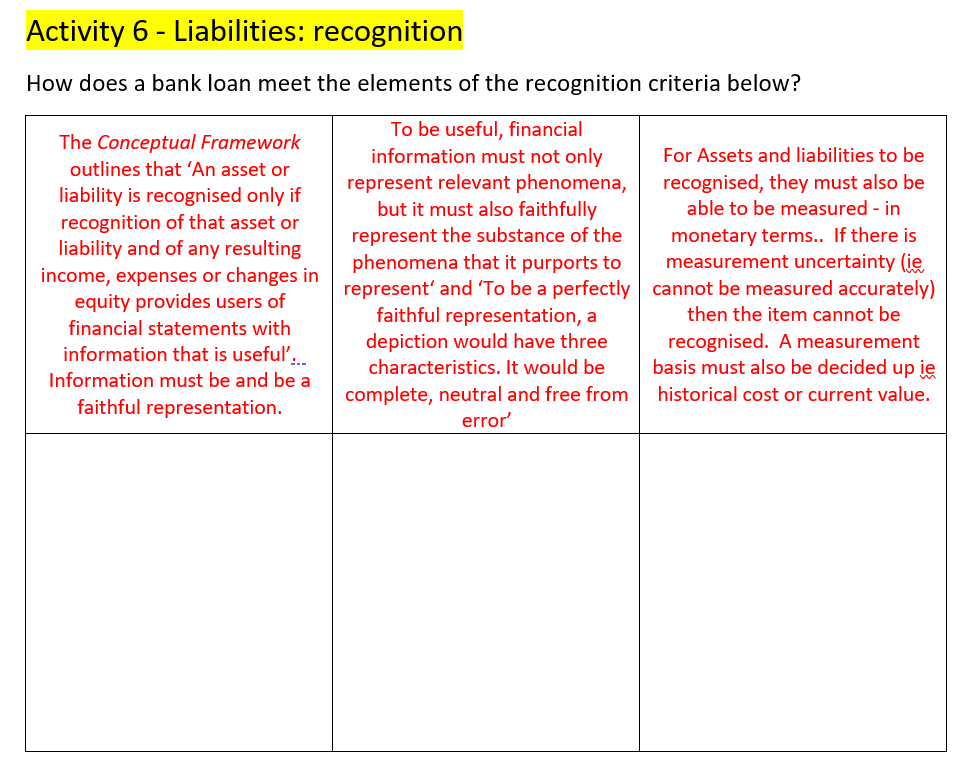 Activity 6 - Liabilities: recognition
How does a bank loan meet the elements of the recognition criteria below?
The Conceptual Framework
outlines that ‘An asset or
liability is recognised only if
recognition of that asset or
liability and of any resulting
income, expenses or changes in
equity provides users of
financial statements with
information that is useful’.
Information must be and be a
faithful representation.
To be useful, financial
information must not only
represent relevant phenomena,
but it must also faithfully
represent the substance of the
phenomena that it purports to
represent‘ and ‘To be a perfectly
faithful representation, a
depiction would have three
characteristics. It would be
complete, neutral and free from
error’
For Assets and liabilities to be
recognised, they must also be
able to be measured - in
monetary terms.. If there is
measurement uncertainty (ie
cannot be measured accurately)
then the item cannot be
recognised. A measurement
basis must also be decided up ie
historical cost or current value.